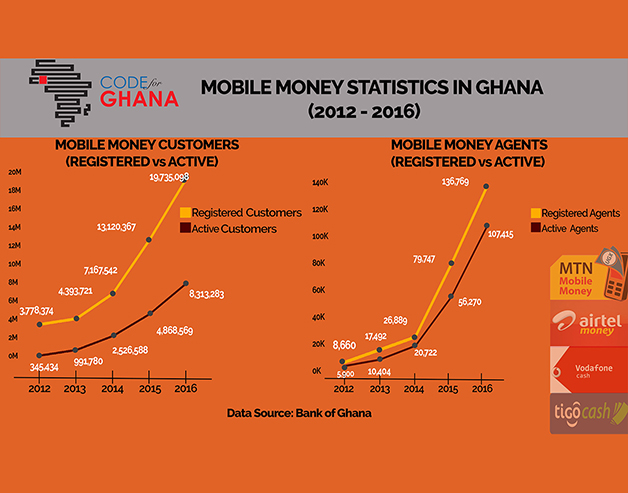 CODE for
GHANA
MOBILE MONEY STATISTICS IN GHANA
(2012 - 2016)
MOBILE MONEY CUSTOMERS
(REGISTERED vs ACTIVE)
20M
18M
16M
14M
12M
10M
8M
6M
4M
2M
0M
19,735,098
13,120,367
7,167,542
4,393,721
3,778,374
8,313,283
4,868,569
2,526,588
991,780
345,434
Registered Customers
Active Customers
2012 2013 2014 2015 2016
MOBILE MONEY AGENTS
(REGISTERED vs ACTIVE)
140K
120K
100K
80K
60K
40K
20K
0K
136,769
79,747
26,889
17,492
8,660
107,415
56,270
20,722
10,404
5,900
Registered Agents
Active Agents
2012 2013 2014 2015 2016
MTN
Mobile
Money
airtel
money
Vodafone
cash
tigo cash
Data Source: Bank of Ghana